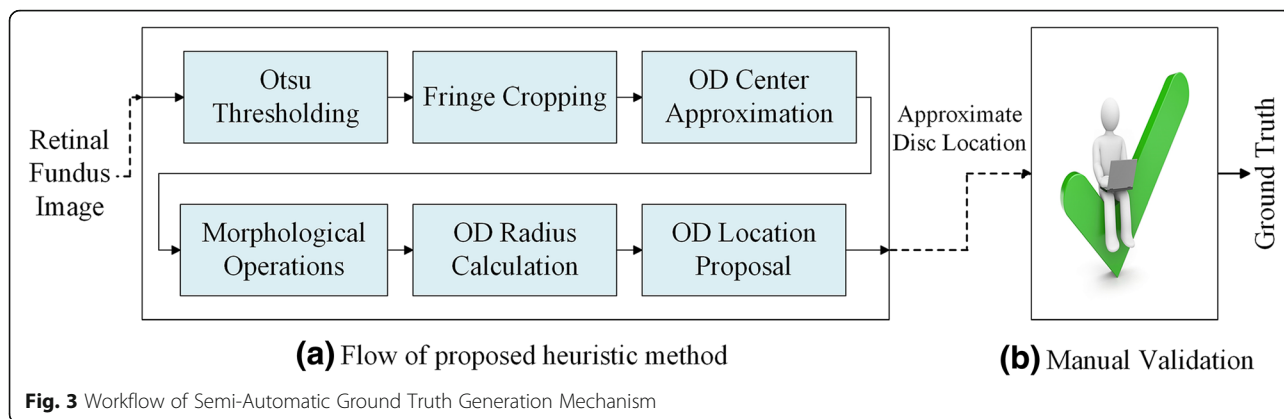 Retinal
Fundus
Image
Otsu
Thresholding
Fringe Cropping
OD Center
Approximation
Morphological
Operations
OD Radius
Calculation
OD Location
Proposal
Approximate
Disc Location
Ground Truth
(a) Flow of proposed heuristic method
(b) Manual Validation
Fig. 3 Workflow of Semi-Automatic Ground Truth Generation Mechanism